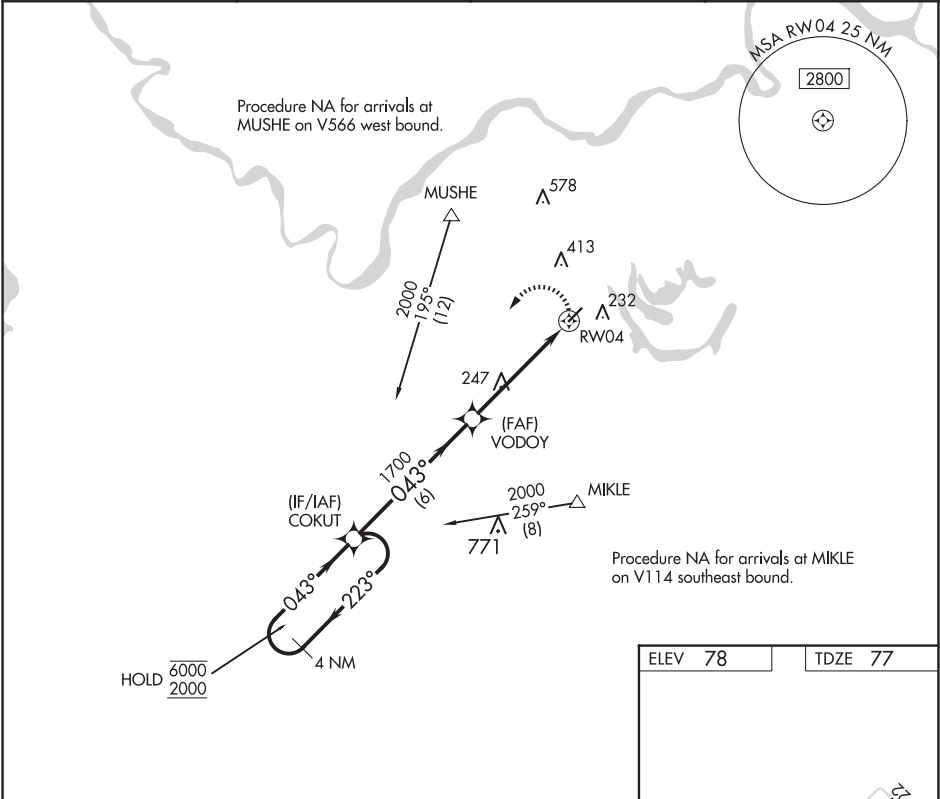 MSA RW04 25 NM
2800
Procedure NA for arrivals at
MUSHE on V566 west bound.
MUSHE
578
413
2000
195°
(12)
232
RW04
247
(FAF)
VODOY
1700
043°
(6)
(IF/IAF)
COKUT
2000
259°
(8)
MIKLE
771
Procedure NA for arrivals at MIKLE
on V114 southeast bound.
043°
223°
4 NM
HOLD 6000
2000
ELEV 78
TDZE 77
22